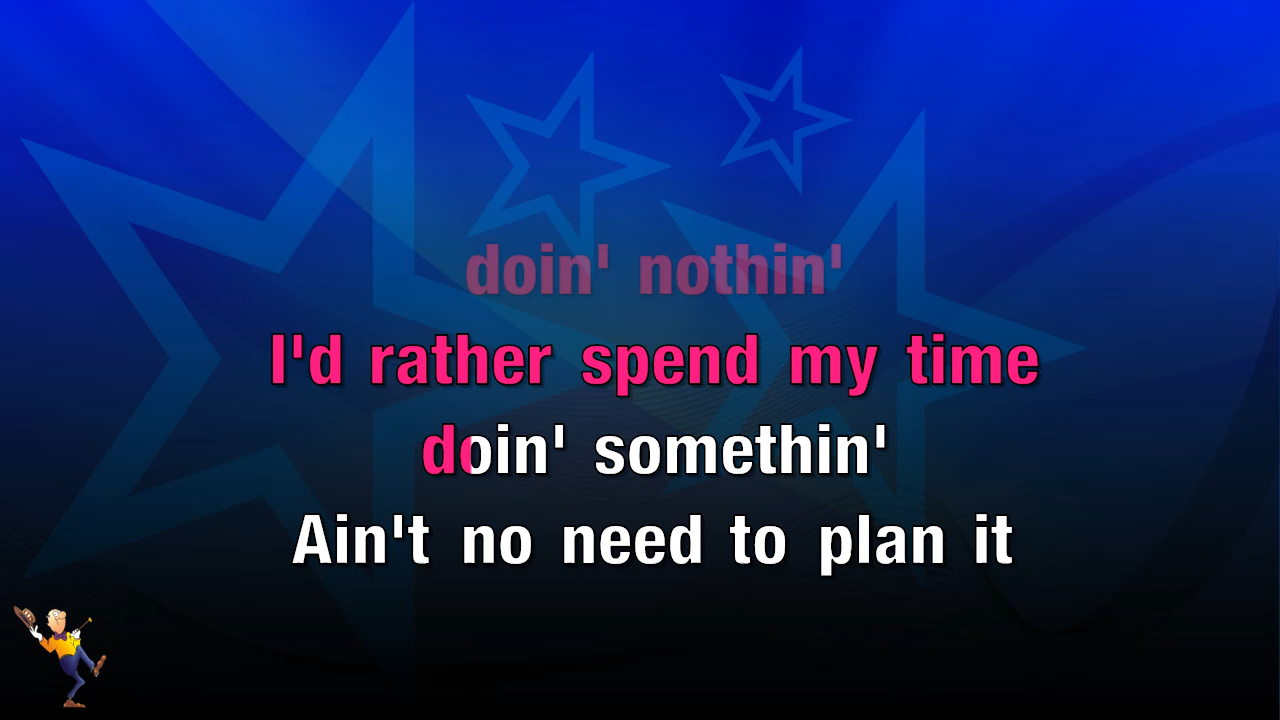 doin' nothin'
I'd rather spend my time
doin' somethin'
Ain't no need to plan it